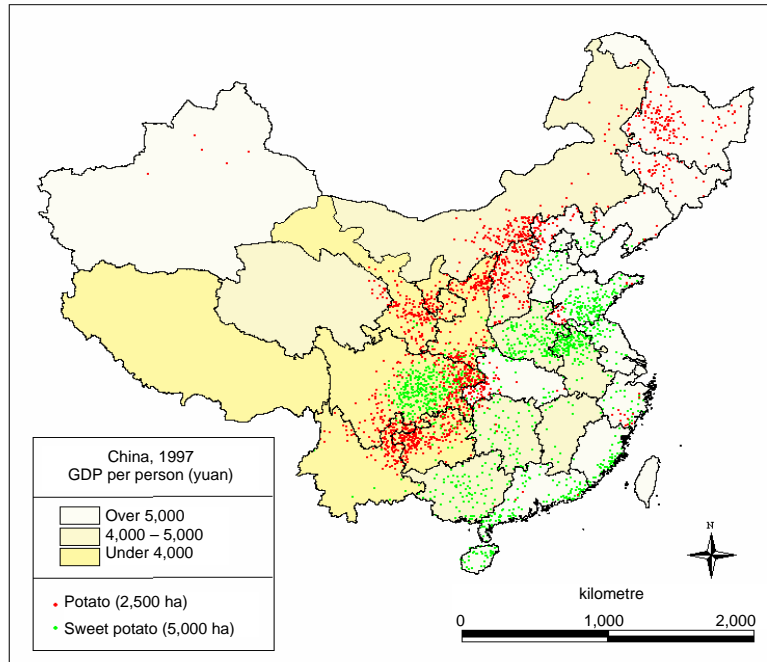 China, 1997
GDP per person (yuan)
Over 5,000
4,000 – 5,000
Under 4,000
Potato (2,500 ha)
Sweet potato (5,000 ha)
N
kilometre
0 1,000 2,000